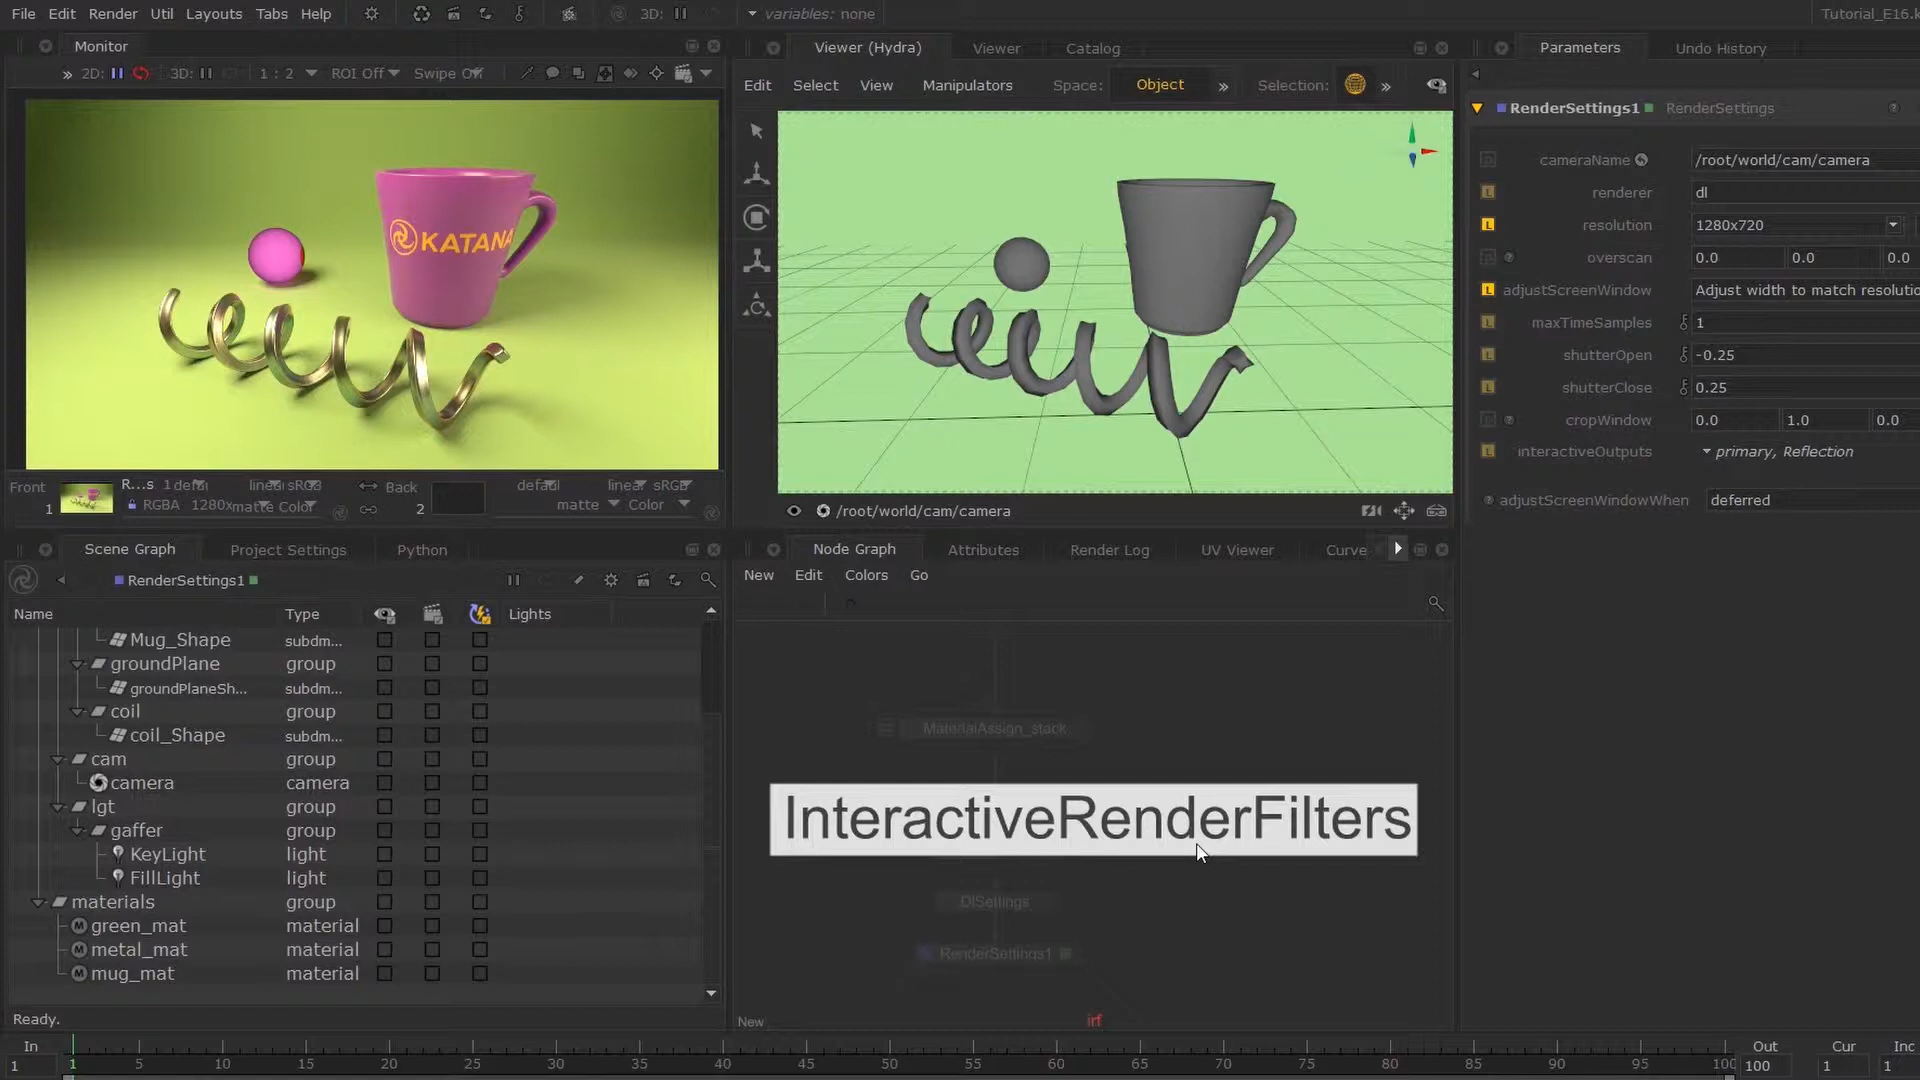 File Edit Render Util Layouts Tabs Help 3D: variables: none Tutorial_E16.k
Monitor
» 2D: 3D: 1 : 2 ROI Off Swipe Off
KATANA
Front R...s 1 Back
1 RGBA 1280x matte Color 2 matte Color
Viewer (Hydra) Viewer Catalog
Edit Select View Manipulators Space: Object » Selection: »
/root/world/cam/camera
Parameters Undo History
RenderSettings1 RenderSettings
cameraName /root/world/cam/camera
renderer dl
resolution 1280x720
overscan 0.0 0.0 0.0
adjustScreenWindow Adjust width to match resolutio
maxTimeSamples 1
shutterOpen -0.25
shutterClose 0.25
cropWindow 0.0 1.0 0.0
interactiveOutputs primary, Reflection
adjustScreenWindowWhen deferred
Scene Graph Project Settings Python
RenderSettings1
Name Type Lights
Mug_Shape subdm...
groundPlane group
groundPlaneSh... subdm...
coil group
coil_Shape subdm...
cam group
camera camera
lgt group
gaffer group
KeyLight light
FillLight light
materials group
green_mat material
metal_mat material
mug_mat material
Ready.
Node Graph Attributes Render Log UV Viewer Curve
New Edit Colors Go
MaterialAssign_stack
InteractiveRenderFilters
DlSettings
RenderSettings1
New irf
In Out Cur Inc
1 1 5 10 15 20 25 30 35 40 45 50 55 60 65 70 75 80 85 90 95 100 100 1 1